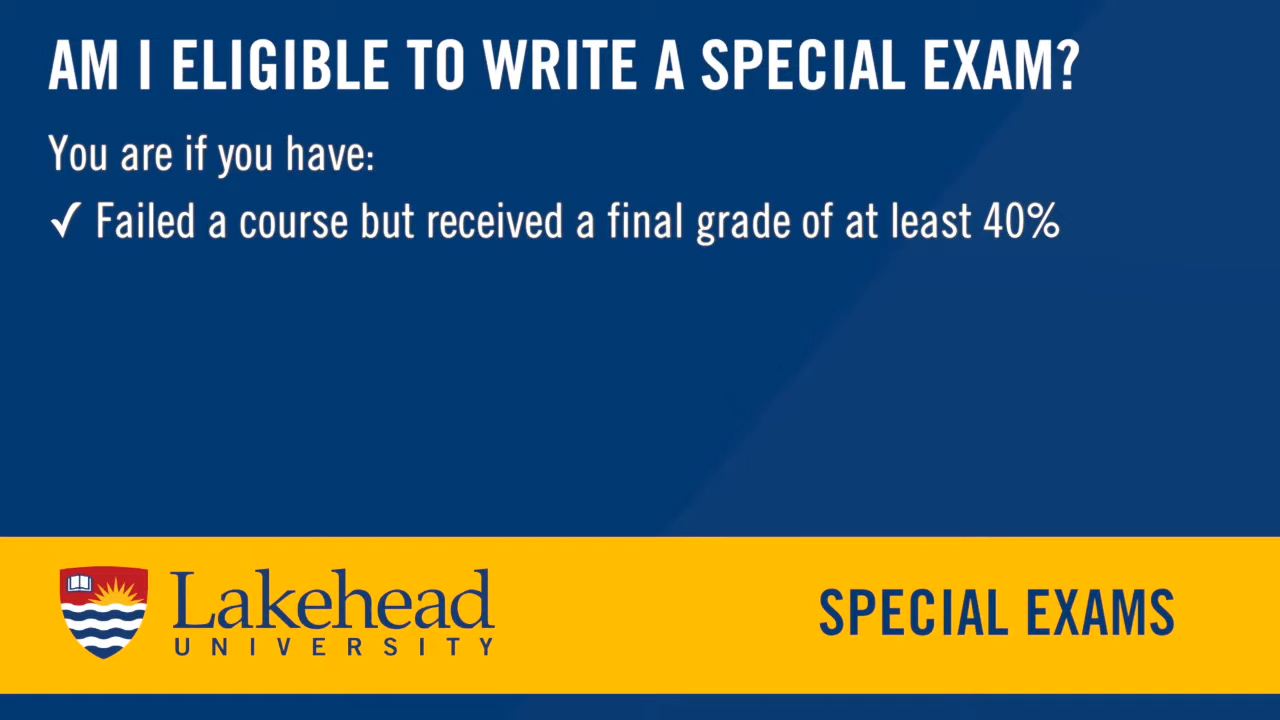 AM I ELIGIBLE TO WRITE A SPECIAL EXAM?
You are if you have:
✓ Failed a course but received a final grade of at least 40%
Lakehead
UNIVERSITY
SPECIAL EXAMS